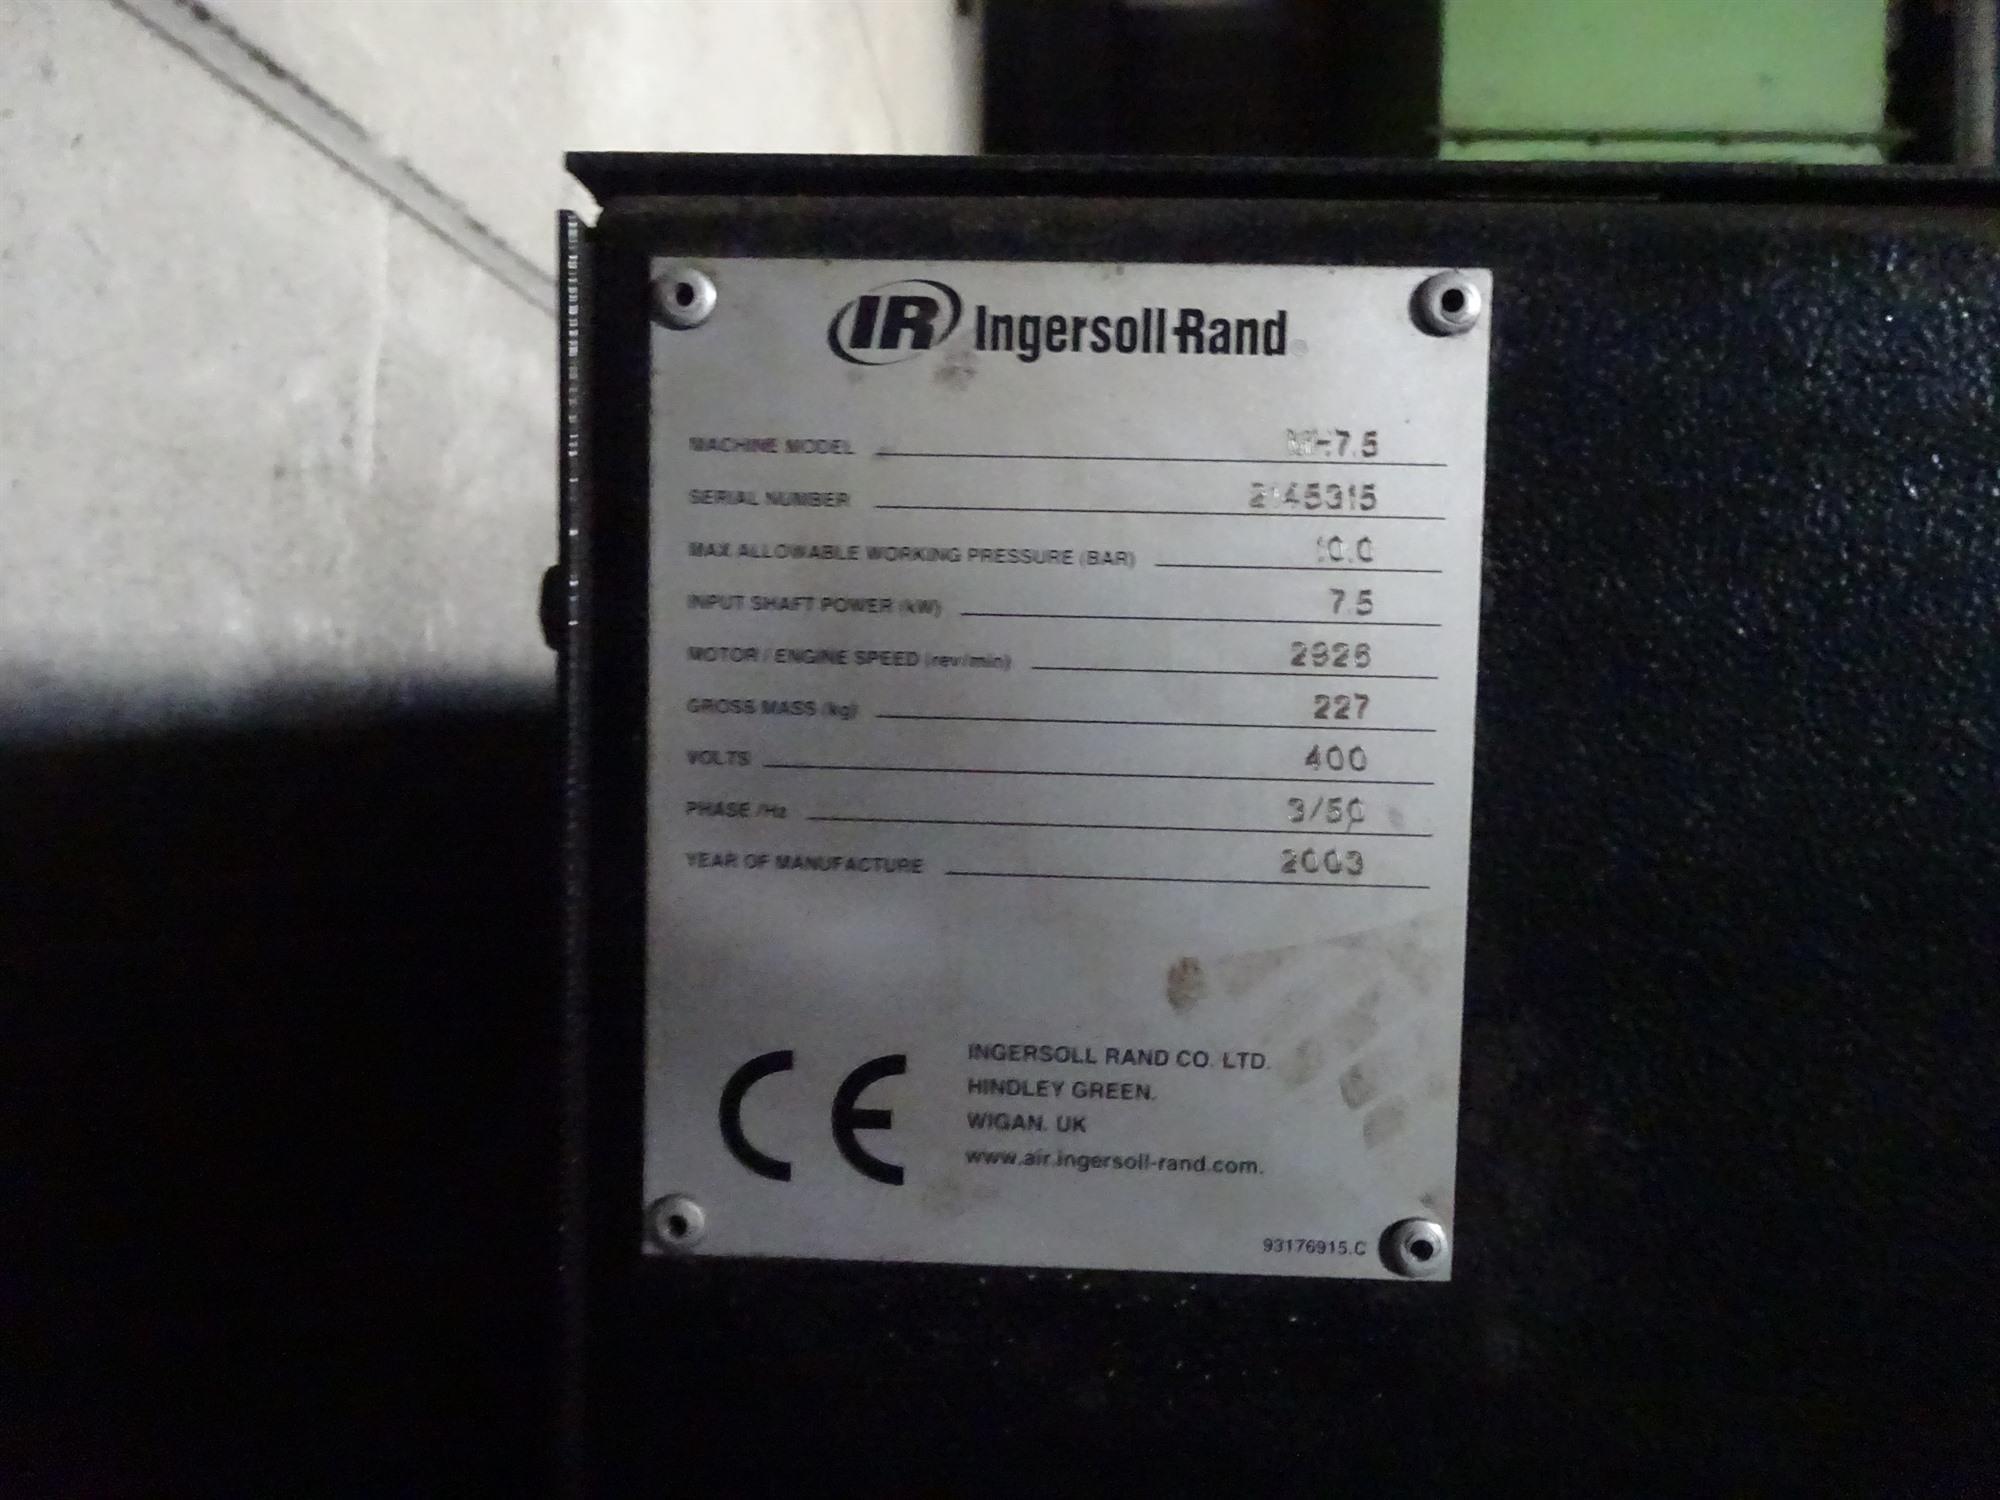 IR Ingersoll-Rand
MACHINE MODEL
SERIAL NUMBER 2145315
MAX. ALLOWABLE WORKING PRESSURE (BAR) 10.0
INPUT SHAFT POWER (kW) 7.5
MOTOR / ENGINE SPEED (rev/min) 2926
GROSS MASS (kg) 227
VOLTS 400
PHASE /Hz 3/50
YEAR OF MANUFACTURE 2003
CE
INGERSOLL RAND CO. LTD.
HINDLEY GREEN.
WIGAN. UK
www.air.ingersoll-rand.com.
93176915.C